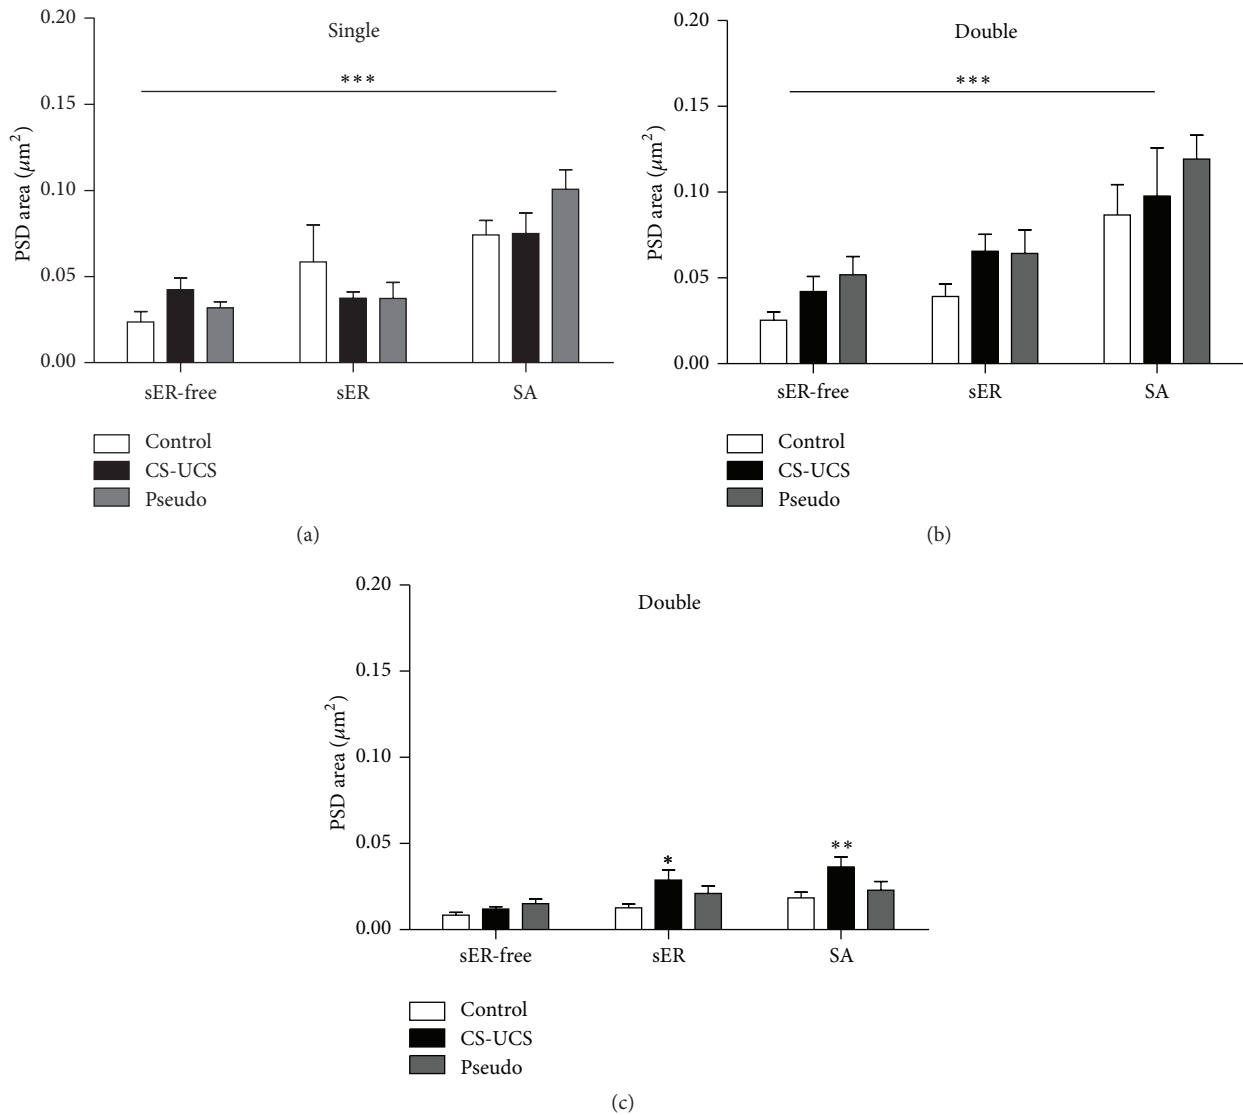 Single
***
PSD area (μm²)
0.20
0.15
0.10
0.05
0.00
sER-free sER SA
Control
CS-UCS
Pseudo
(a)
Double
***
PSD area (μm²)
0.20
0.15
0.10
0.05
0.00
sER-free sER SA
Control
CS-UCS
Pseudo
(b)
Double
PSD area (μm²)
0.20
0.15
0.10
0.05
0.00
* **
sER-free sER SA
Control
CS-UCS
Pseudo
(c)